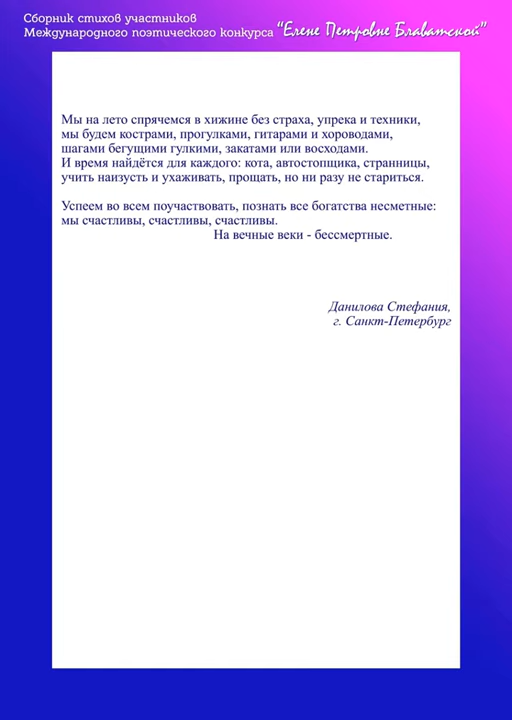 Сборник стихов участников
Международного поэтического конкурса "Елене Петровне Блаватской"
Мы на лето спрячемся в хижине без страха, упрека и техники,
мы будем кострами, прогулками, гитарами и хороводами,
шагами бегущими гулкими, закатами или восходами.
И время найдётся для каждого: кота, автостопщика, странницы,
учить наизусть и ухаживать, прощать, но ни разу не стариться.
Успеем во всем поучаствовать, познать все богатства несметные:
мы счастливы, счастливы, счастливы.
На вечные веки - бессмертные.
Данилова Стефания,
г. Санкт-Петербург